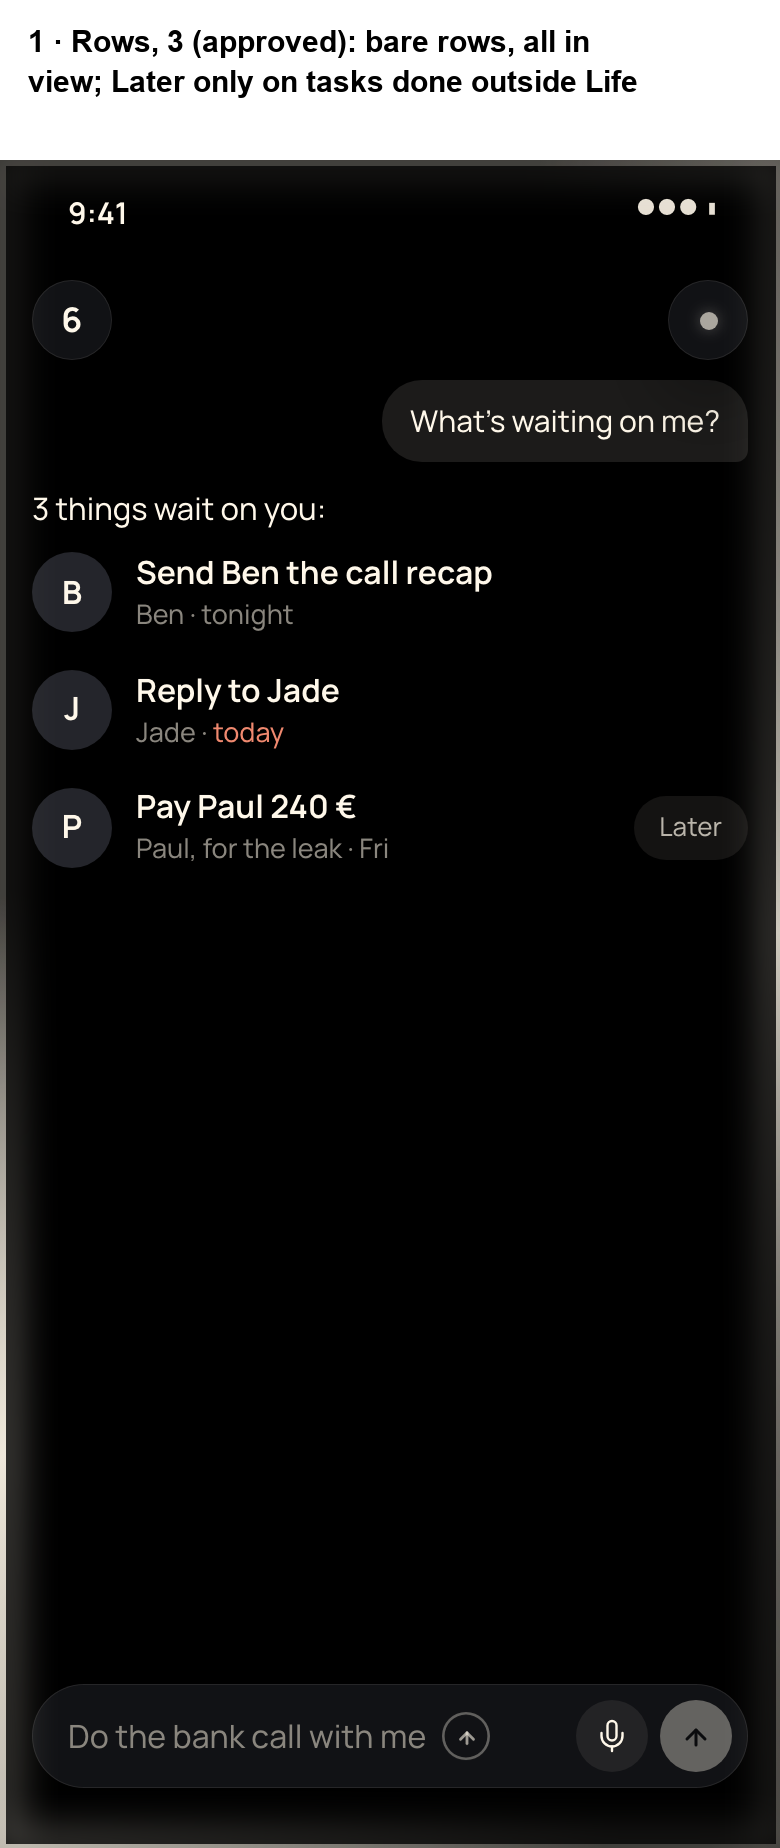 1 · Rows, 3 (approved): bare rows, all in
view; Later only on tasks done outside Life
9:41
6
What’s waiting on me?
3 things wait on you:
B
Send Ben the call recap
Ben · tonight
J
Reply to Jade
Jade · today
P
Pay Paul 240 €
Paul, for the leak · Fri
Later
Do the bank call with me